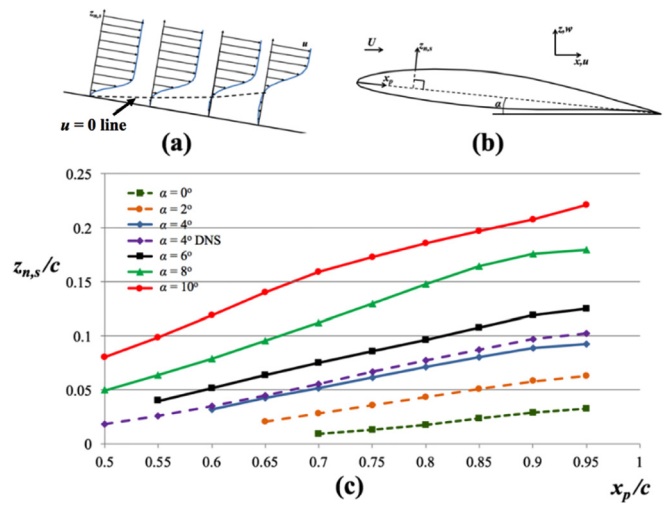 z_{n,s}
u
u = 0 line
(a)
U
z_{n,s}
z,w
x,u
x_p
α
(b)
0.25
0.2
0.15
0.1
0.05
0
z_{n,s}/c
α = 0°
α = 2°
α = 4°
α = 4° DNS
α = 6°
α = 8°
α = 10°
0.5 0.55 0.6 0.65 0.7 0.75 0.8 0.85 0.9 0.95 1
(c)
x_p/c